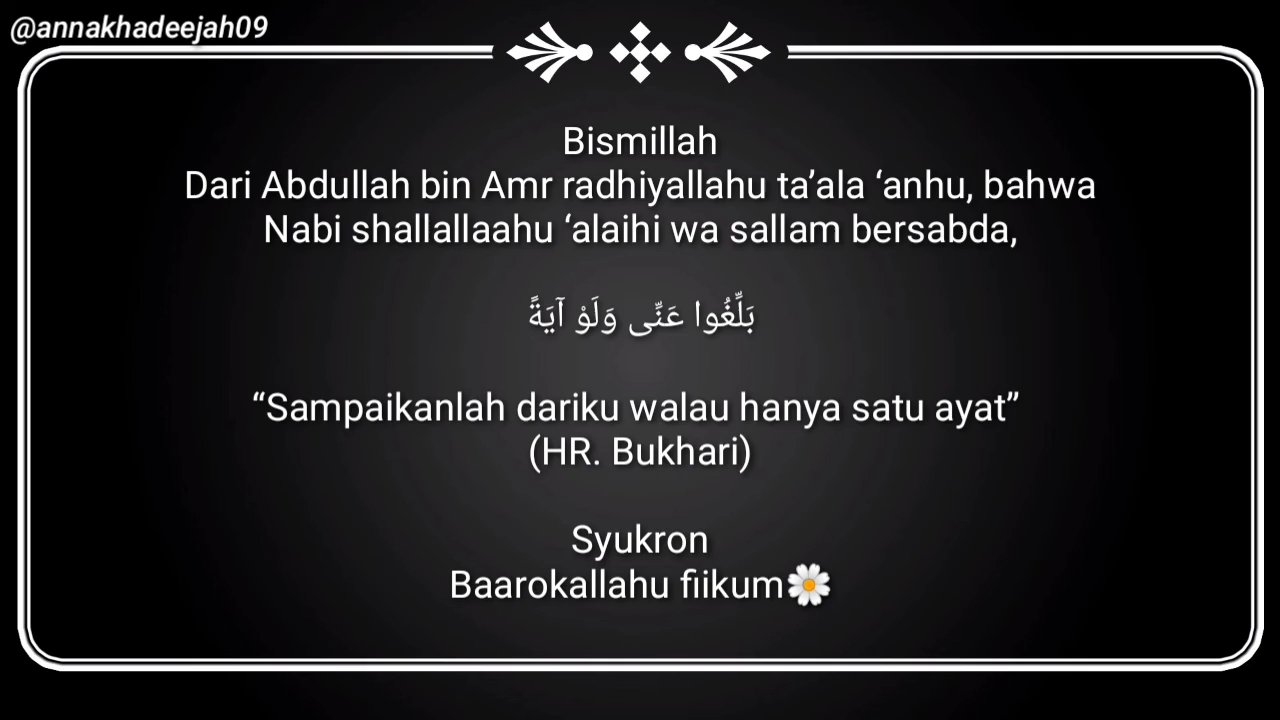 @annakhadeejah09
Bismillah
Dari Abdullah bin Amr radhiyallahu ta’ala ‘anhu, bahwa
Nabi shallallaahu ‘alaihi wa sallam bersabda,
بَلِّغُوا عَنِّى وَلَوْ آيَةً
“Sampaikanlah dariku walau hanya satu ayat”
(HR. Bukhari)
Syukron
Baarokallahu fiikum🌼